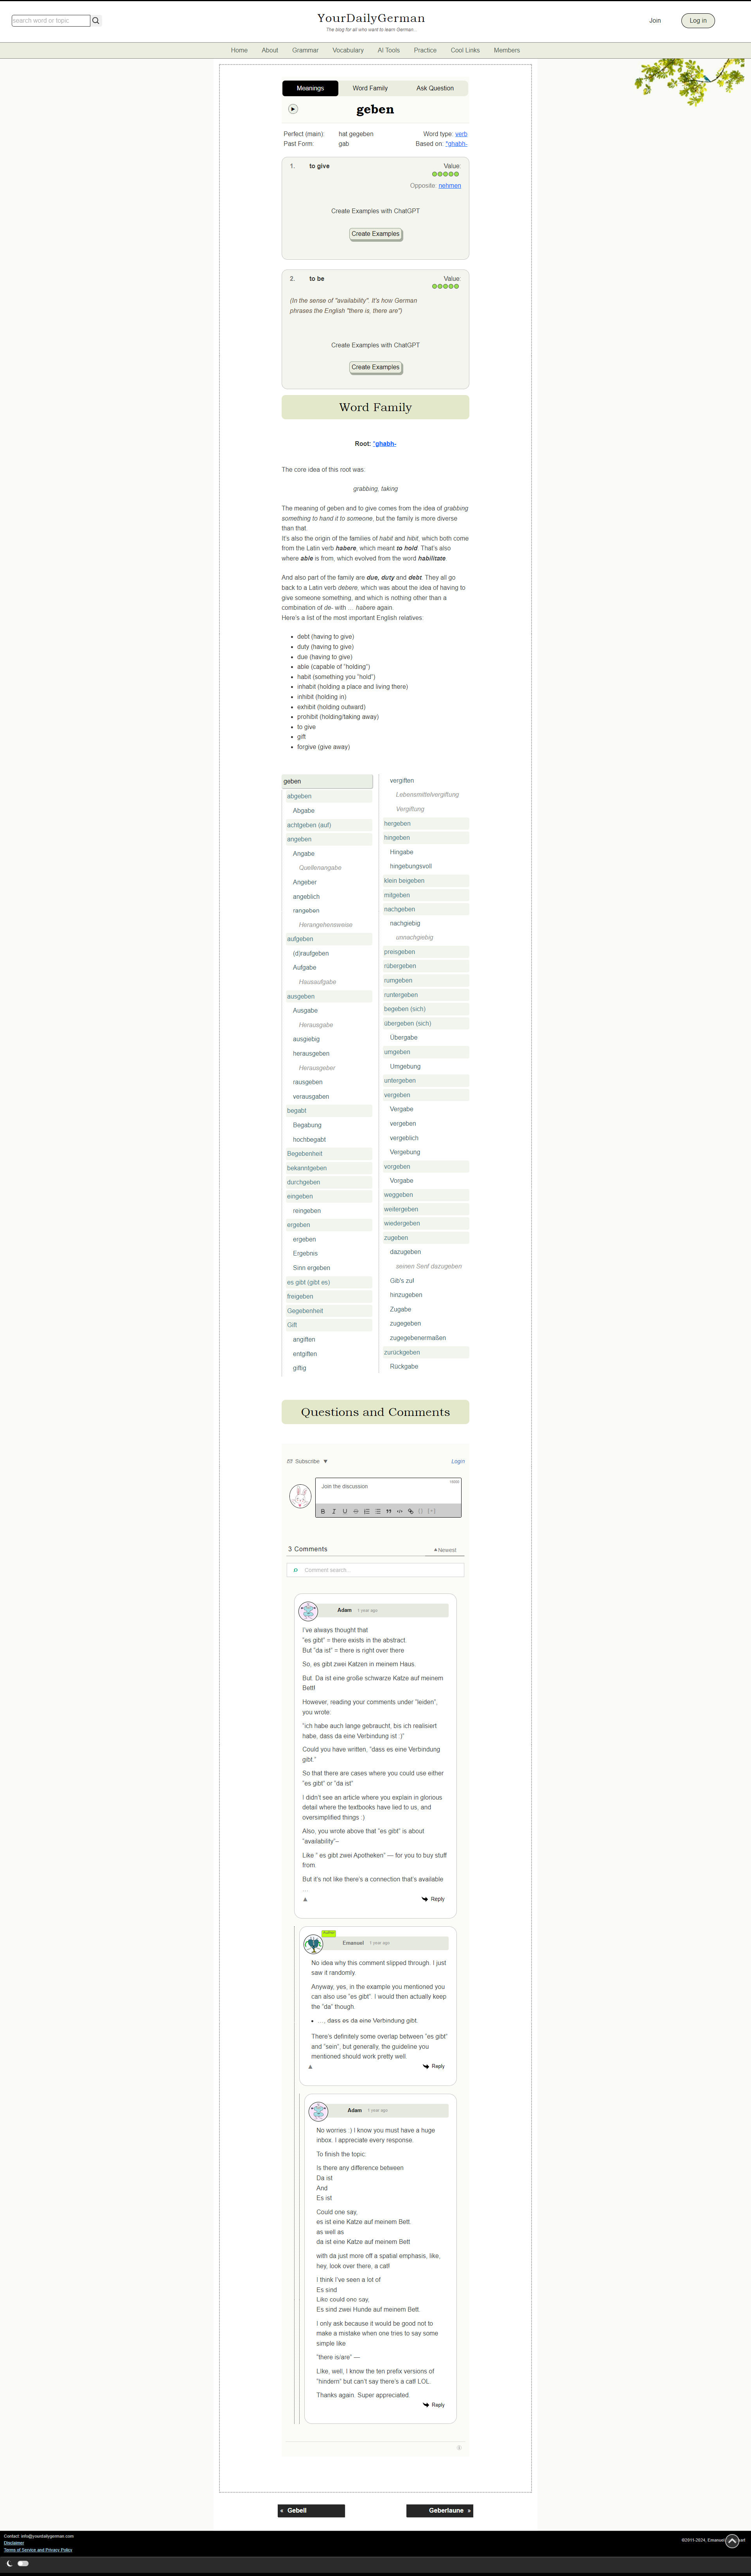 search word or topic
YourDailyGerman
The blog for all who want to learn German...
Join
Log in
Home About Grammar Vocabulary AI Tools Practice Cool Links Members
Meanings Word Family Ask Question
geben
Perfect (main): hat gegeben Word type: verb
Past Form: gab Based on: *ghabh-
1. to give Value:
Opposite: nehmen
Create Examples with ChatGPT
Create Examples
2. to be Value:
(In the sense of "availability". It's how German
phrases the English "there is, there are")
Create Examples with ChatGPT
Create Examples
Word Family
Root: *ghabh-
The core idea of this root was:
grabbing, taking
The meaning of geben and to give comes from the idea of grabbing
something to hand it to someone, but the family is more diverse
than that.
It's also the origin of the families of habit and hibit, which both come
from the Latin verb habere, which meant to hold. That's also
where able is from, which evolved from the word habilitate.
And also part of the family are due, duty and debt. They all go
back to a Latin verb debere, which was about the idea of having to
give someone something, and which is nothing other than a
combination of de- with … habere again.
Here's a list of the most important English relatives:
debt (having to give)
duty (having to give)
due (having to give)
able (capable of "holding")
habit (something you "hold")
inhabit (holding a place and living there)
inhibit (holding in)
exhibit (holding outward)
prohibit (holding/taking away)
to give
gift
forgive (give away)
geben
abgeben
Abgabe
achtgeben (auf)
angeben
Angabe
Quellenangabe
Angeber
angeblich
rangeben
Herangehensweise
aufgeben
(d)raufgeben
Aufgabe
Hausaufgabe
ausgeben
Ausgabe
Herausgabe
ausgiebig
herausgeben
Herausgeber
rausgeben
verausgaben
begabt
Begabung
hochbegabt
Begebenheit
bekanntgeben
durchgeben
eingeben
reingeben
ergeben
ergeben
Ergebnis
Sinn ergeben
es gibt (gibt es)
freigeben
Gegebenheit
Gift
angiften
entgiften
giftig
vergiften
Lebensmittelvergiftung
Vergiftung
hergeben
hingeben
Hingabe
hingebungsvoll
klein beigeben
mitgeben
nachgeben
nachgiebig
unnachgiebig
preisgeben
rübergeben
rumgeben
runtergeben
begeben (sich)
übergeben (sich)
Übergabe
umgeben
Umgebung
untergeben
vergeben
Vergabe
vergeben
vergeblich
Vergebung
vorgeben
Vorgabe
weggeben
weitergeben
wiedergeben
zugeben
dazugeben
seinen Senf dazugeben
Gib's zu!
hinzugeben
Zugabe
zugegeben
zugegebenermaßen
zurückgeben
Rückgabe
Questions and Comments
Subscribe Login
Join the discussion
B I U S
3 Comments Newest
Comment search...
Adam 1 year ago
I've always thought that
"es gibt" = there exists in the abstract.
But "da ist" = there is right over there
So, es gibt zwei Katzen in meinem Haus.
But: Da ist eine große schwarze Katze auf meinem
Bett!
However, reading your comments under "leiden",
you wrote:
"ich habe auch lange gebraucht, bis ich realisiert
habe, dass da eine Verbindung ist :)"
Could you have written, "dass es eine Verbindung
gibt."
So that there are cases where you could use either
"es gibt" or "da ist"
I didn't see an article where you explain in glorious
detail where the textbooks have lied to us, and
oversimplified things :)
Also, you wrote above that "es gibt" is about
"availability"–
Like " es gibt zwei Apotheken" — for you to buy stuff
from.
But it's not like there's a connection that's available
…
Reply
Emanuel 1 year ago
No idea why this comment slipped through. I just
saw it randomly.
Anyway, yes, in the example you mentioned you
can also use "es gibt". I would then actually keep
the "da" though.
…, dass es da eine Verbindung gibt.
There's definitely some overlap between "es gibt"
and "sein", but generally, the guideline you
mentioned should work pretty well.
Reply
Adam 1 year ago
No worries :) I know you must have a huge
inbox. I appreciate every response.
To finish the topic:
Is there any difference between
Da ist
And
Es ist.
Could one say,
es ist eine Katze auf meinem Bett.
as well as
da ist eine Katze auf meinem Bett
with da just more off a spatial emphasis, like,
hey, look over there, a cat!
I think I've seen a lot of
Es sind
Like could one say,
Es sind zwei Hunde auf meinem Bett.
I only ask because it would be good not to
make a mistake when one tries to say some
simple like
"there is/are" —
LIke, well, I know the ten prefix versions of
"hindern" but can't say there's a cat! LOL.
Thanks again. Super appreciated.
Reply
« Gebell
Geberlaune »
Contact: info@yourdailygerman.com
Disclaimer
Terms of Service and Privacy Policy
©2011-2024, Emanuel